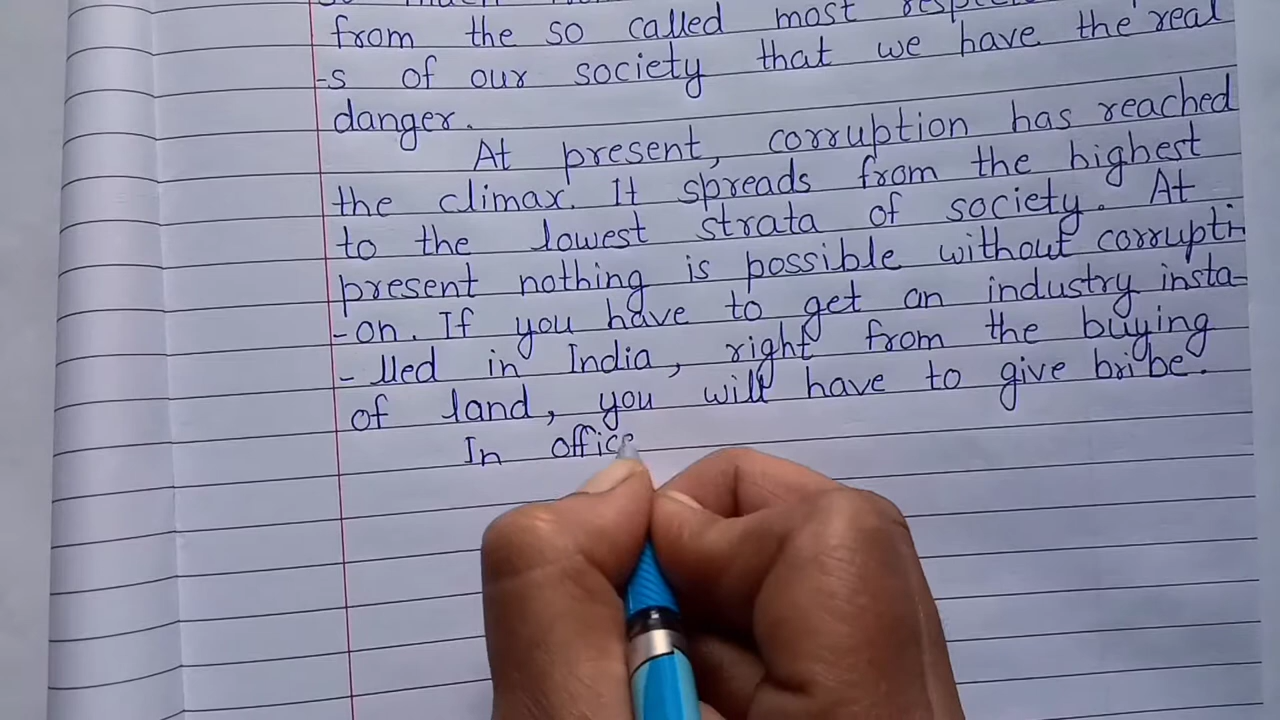 from the so called most
-s of our society that we have the real
danger.
At present, corruption has reached
the climax. It spreads from the highest
to the lowest strata of society. At
present nothing is possible without corrupti
-on. If you have to get an industry insta-
-lled in India, right from the buying
of land, you will have to give bribe.
In office